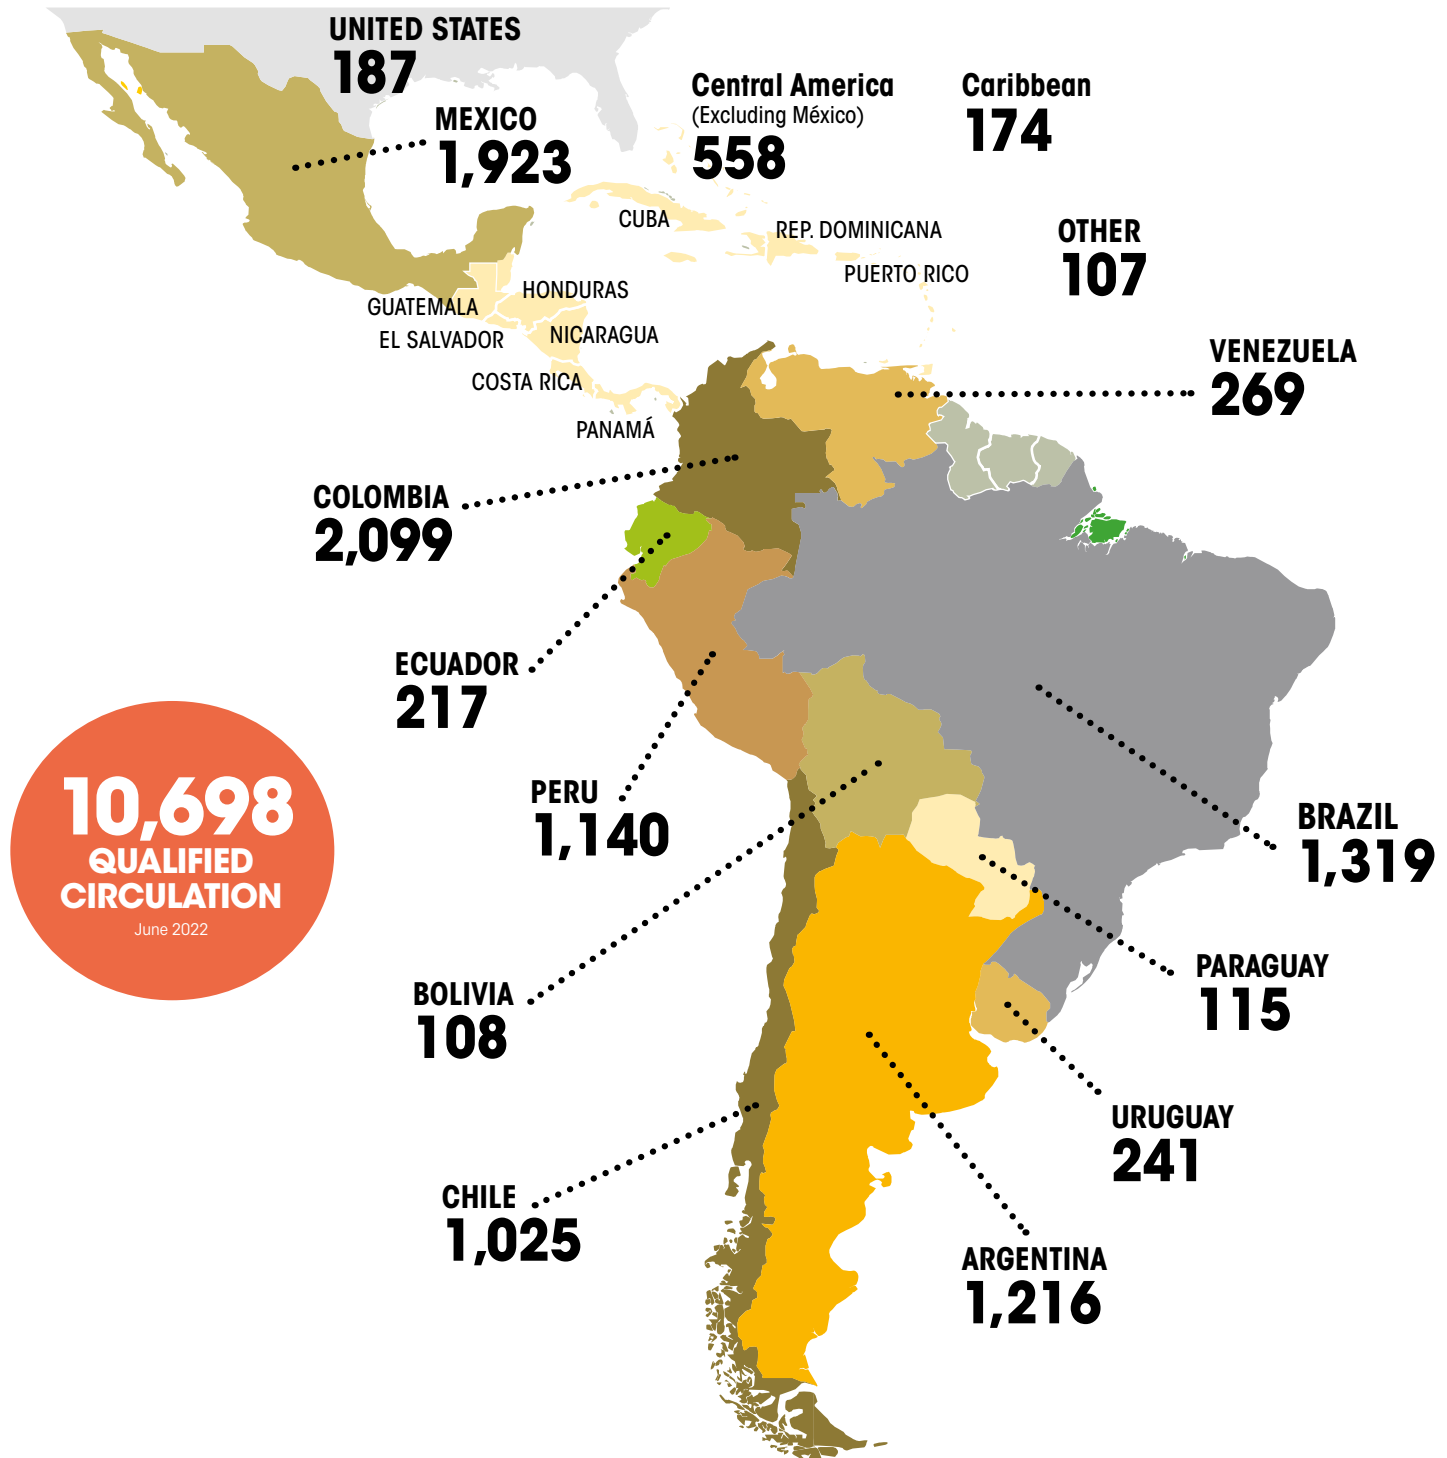 UNITED STATES
187
MEXICO
1,923
Central America
(Excluding México)
558
Caribbean
174
CUBA
REP. DOMINICANA
PUERTO RICO
OTHER
107
GUATEMALA
HONDURAS
EL SALVADOR
NICARAGUA
COSTA RICA
PANAMÁ
VENEZUELA
269
COLOMBIA
2,099
ECUADOR
217
PERU
1,140
BRAZIL
1,319
10,698
QUALIFIED
CIRCULATION
June 2022
BOLIVIA
108
PARAGUAY
115
URUGUAY
241
CHILE
1,025
ARGENTINA
1,216